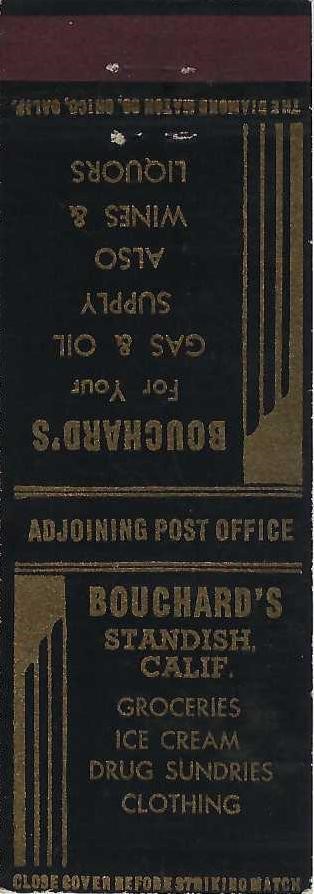 THE DIAMOND MATCH CO. CHICO, CALIF.
BOUCHARD'S
For Your
GAS & OIL
SUPPLY
ALSO
WINES &
LIQUORS
ADJOINING POST OFFICE
BOUCHARD'S
STANDISH,
CALIF.
GROCERIES
ICE CREAM
DRUG SUNDRIES
CLOTHING
CLOSE COVER BEFORE STRIKING MATCH